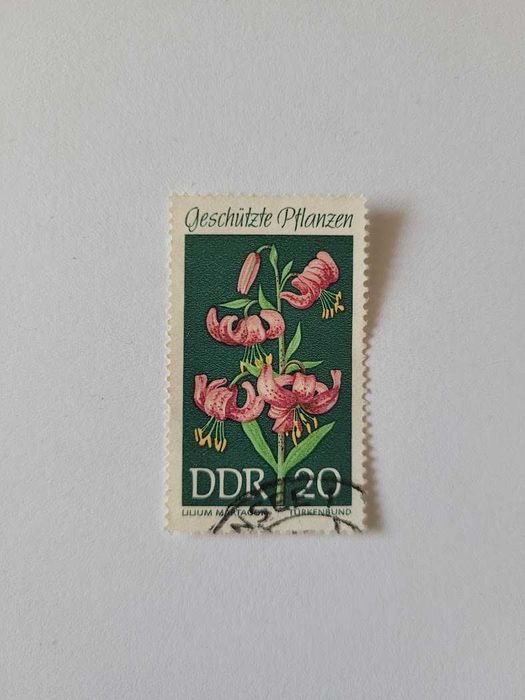 Geschützte Pflanzen
DDR 20
LILIUM MARTAGON TÜRKENBUND